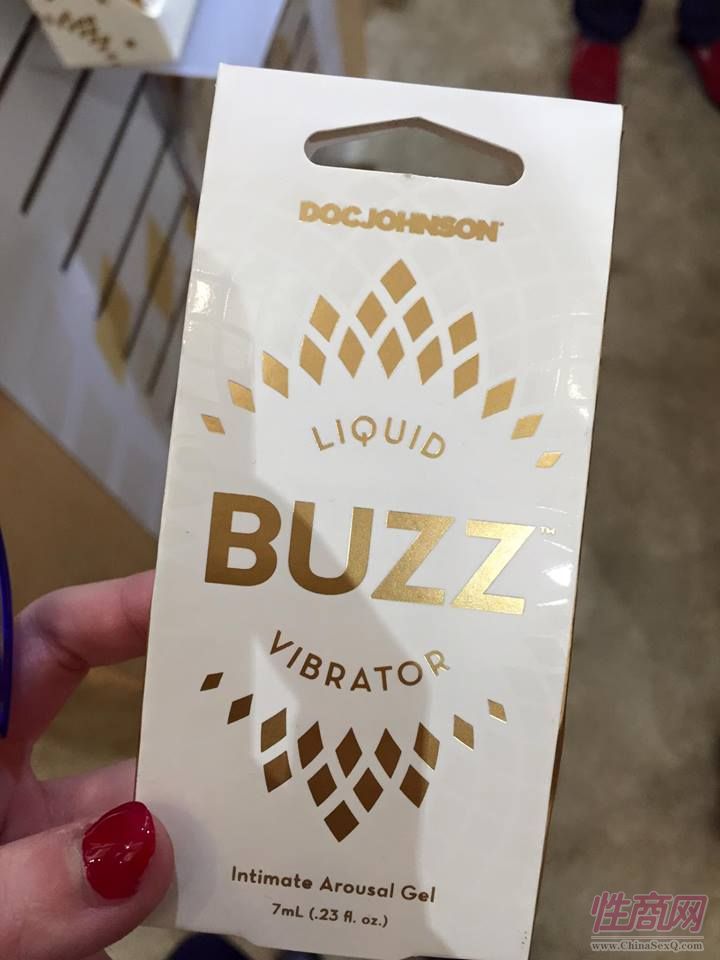 DOCJOHNSON®
LIQUID
BUZZ™
VIBRATOR
Intimate Arousal Gel
7mL (.23 fl. oz.)
性商网
www.ChinaSexQ.com